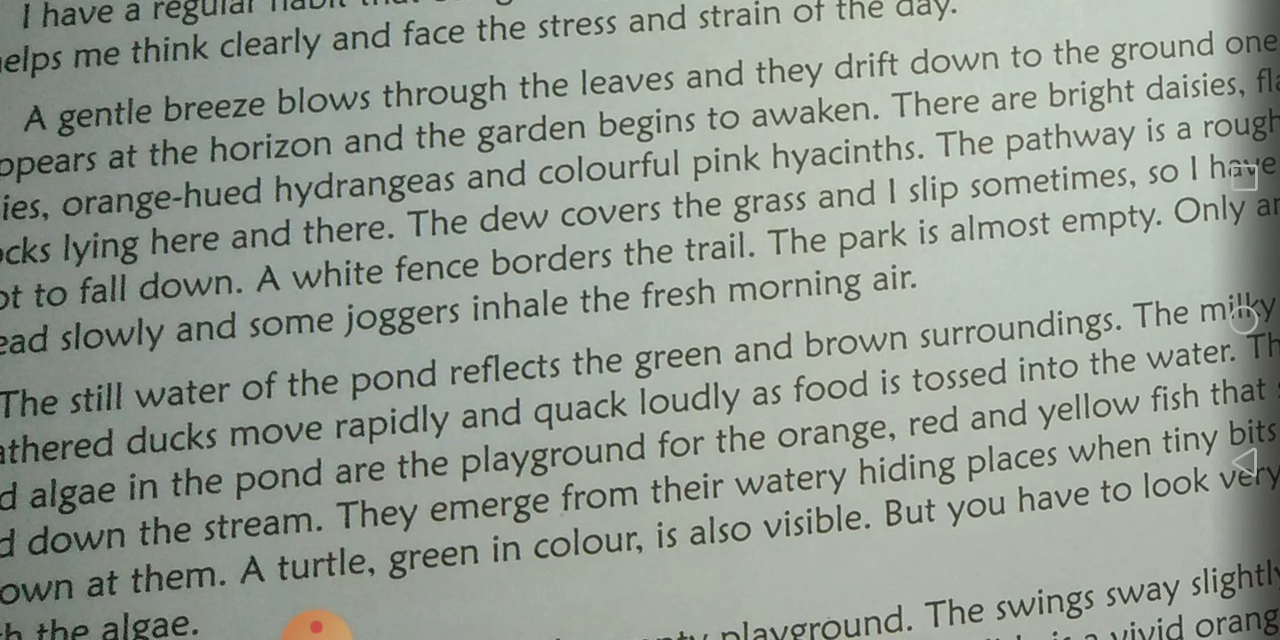 I have a regular habit
elps me think clearly and face the stress and strain of the day.
A gentle breeze blows through the leaves and they drift down to the ground one
ppears at the horizon and the garden begins to awaken. There are bright daisies, fl
ies, orange-hued hydrangeas and colourful pink hyacinths. The pathway is a rough
cks lying here and there. The dew covers the grass and I slip sometimes, so I have
ot to fall down. A white fence borders the trail. The park is almost empty. Only an
ead slowly and some joggers inhale the fresh morning air.
The still water of the pond reflects the green and brown surroundings. The milky
athered ducks move rapidly and quack loudly as food is tossed into the water. Th
d algae in the pond are the playground for the orange, red and yellow fish that
d down the stream. They emerge from their watery hiding places when tiny bits
own at them. A turtle, green in colour, is also visible. But you have to look very
h the algae.
playground. The swings sway slightly
a vivid orang